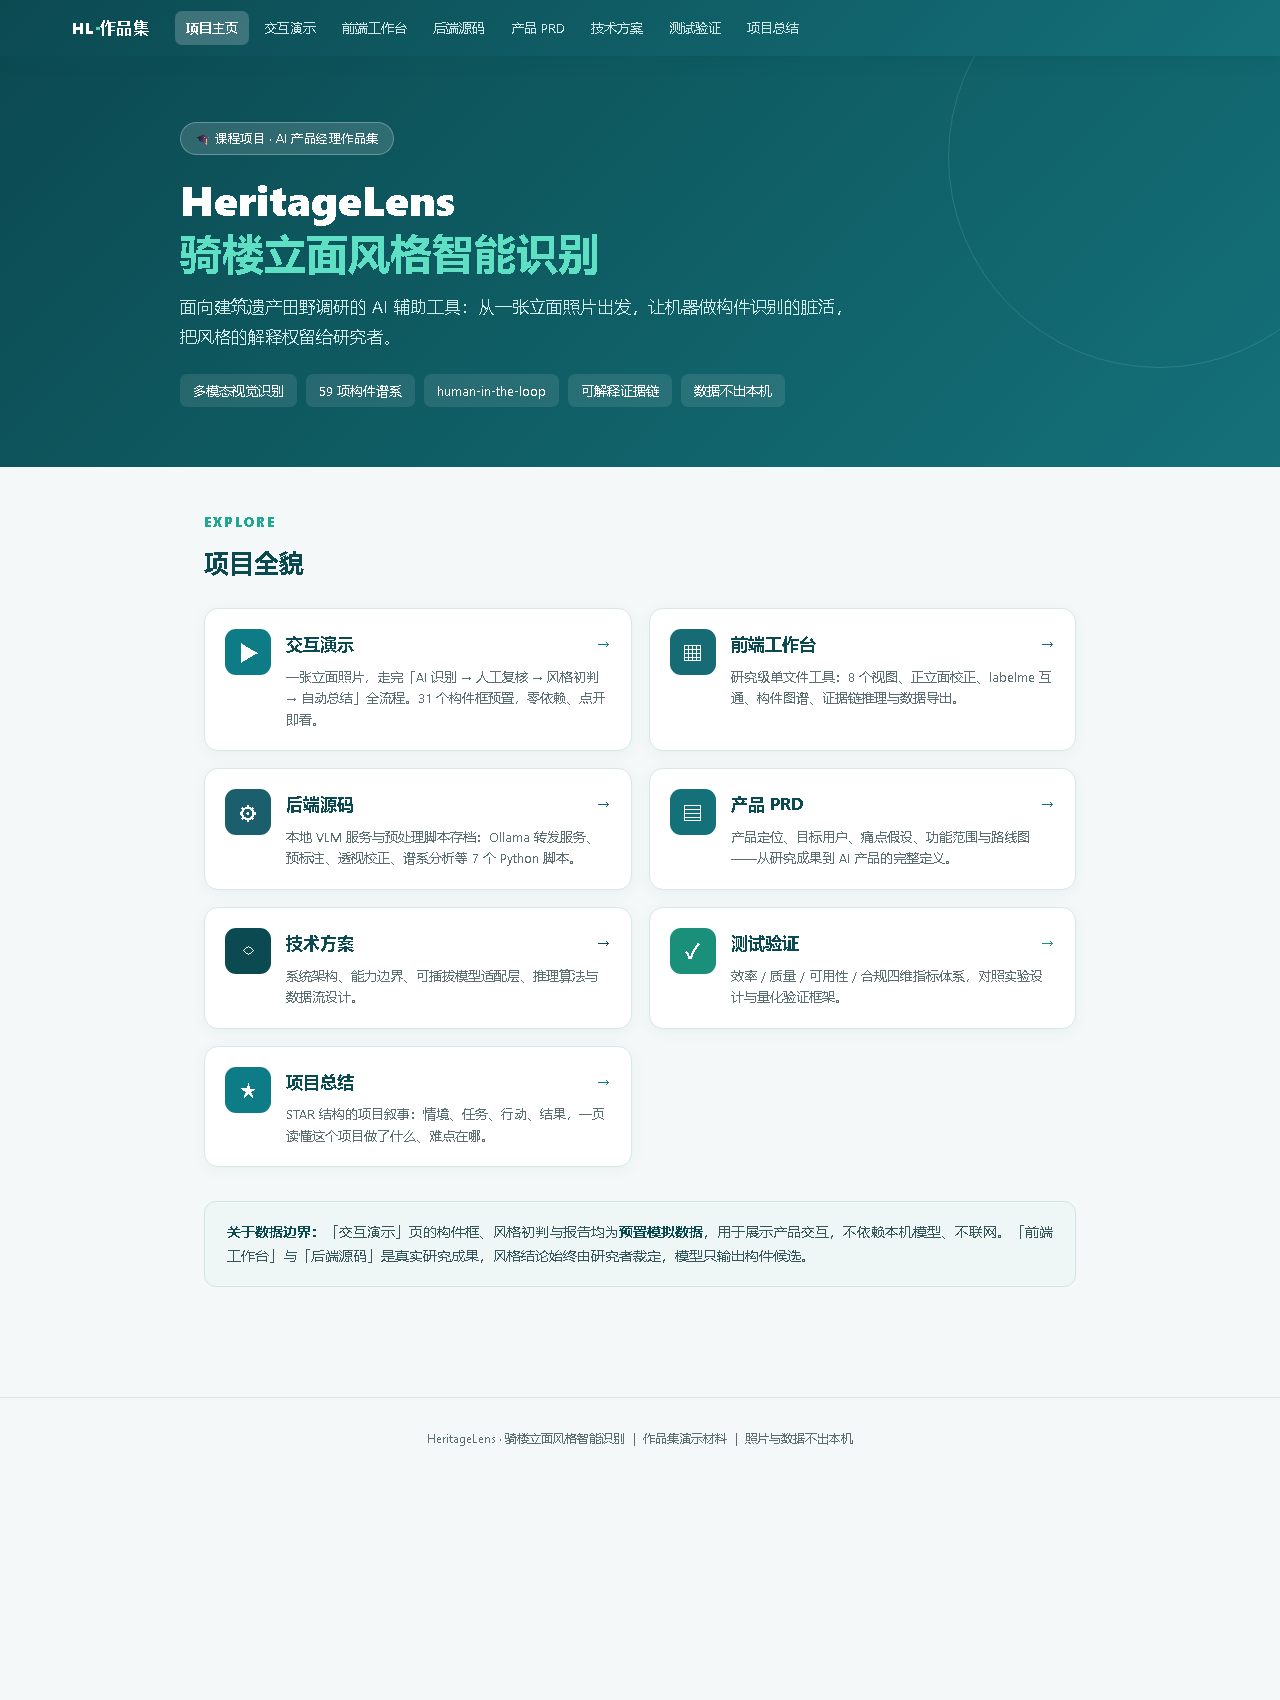 HL·作品集 项目主页 交互演示 前端工作台 后端源码 产品 PRD 技术方案 测试验证 项目总结
课程项目 · AI 产品经理作品集
HeritageLens
骑楼立面风格智能识别
面向建筑遗产田野调研的 AI 辅助工具：从一张立面照片出发，让机器做构件识别的脏活，
把风格的解释权留给研究者。
多模态视觉识别 59 项构件谱系 human-in-the-loop 可解释证据链 数据不出本机
EXPLORE
项目全貌
交互演示 →
一张立面照片，走完「AI 识别 → 人工复核 → 风格初判
→ 自动总结」全流程。31 个构件框预置，零依赖、点开
即看。
前端工作台 →
研究级单文件工具：8 个视图、正立面校正、labelme 互
通、构件图谱、证据链推理与数据导出。
后端源码 →
本地 VLM 服务与预处理脚本存档：Ollama 转发服务、
预标注、透视校正、谱系分析等 7 个 Python 脚本。
产品 PRD →
产品定位、目标用户、痛点假设、功能范围与路线图
——从研究成果到 AI 产品的完整定义。
技术方案 →
系统架构、能力边界、可插拔模型适配层、推理算法与
数据流设计。
测试验证 →
效率 / 质量 / 可用性 / 合规四维指标体系，对照实验设
计与量化验证框架。
项目总结 →
STAR 结构的项目叙事：情境、任务、行动、结果，一页
读懂这个项目做了什么、难点在哪。
关于数据边界：「交互演示」页的构件框、风格初判与报告均为预置模拟数据，用于展示产品交互，不依赖本机模型、不联网。「前端
工作台」与「后端源码」是真实研究成果，风格结论始终由研究者裁定，模型只输出构件候选。
HeritageLens · 骑楼立面风格智能识别 ｜ 作品集演示材料 ｜ 照片与数据不出本机